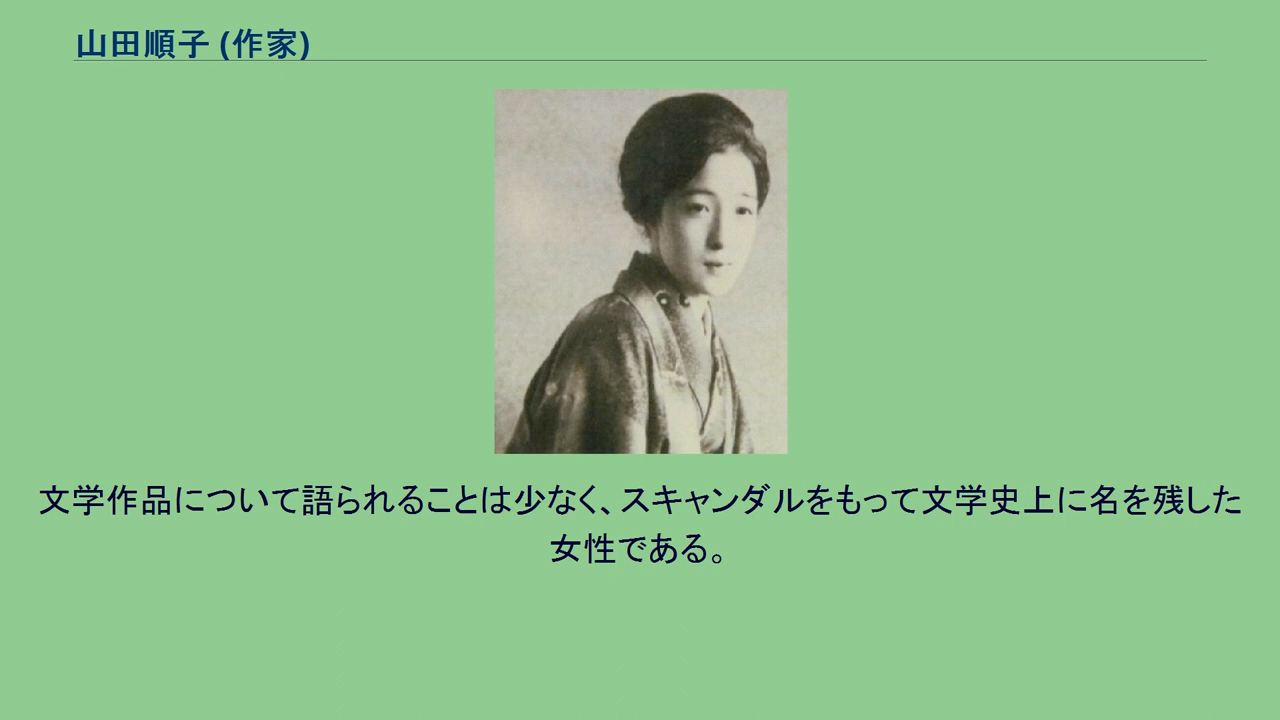 山田順子 (作家)
文学作品について語られることは少なく、スキャンダルをもって文学史上に名を残した
女性である。